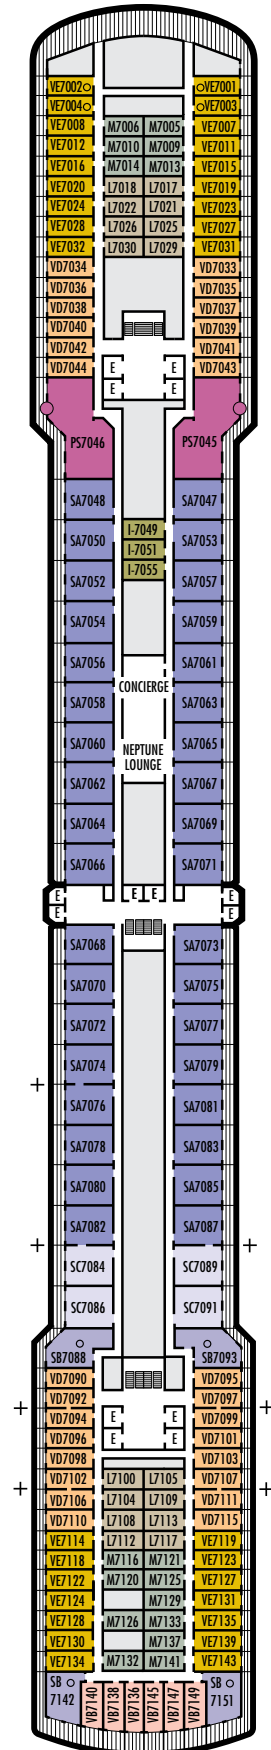 VE7002 VE7001
VE7004 VE7003
VE7008 M7006 M7005 VE7007
VE7012 M7010 M7009 VE7011
VE7016 M7014 M7013 VE7015
VE7020 L7018 L7017 VE7019
VE7024 L7022 L7021 VE7023
VE7028 L7026 L7025 VE7027
VE7032 L7030 L7029 VE7031
VD7034 VD7033
VD7036 VD7035
VD7038 VD7037
VD7040 VD7039
VD7042 VD7041
VD7044 E E VD7043
E E
PS7046 PS7045
SA7048 SA7047
I-7049
SA7050 I-7051 SA7053
I-7055
SA7052 SA7057
SA7054 SA7059
SA7056 SA7061
CONCIERGE
SA7058 SA7063
SA7060 NEPTUNE SA7065
LOUNGE
SA7062 SA7067
SA7064 SA7069
SA7066 SA7071
E E E E
E E
SA7068 SA7073
SA7070 SA7075
SA7072 SA7077
SA7074 SA7079
SA7076 SA7081
SA7078 SA7083
SA7080 SA7085
SA7082 SA7087
SC7084 SC7089
SC7086 SC7091
SB7088 SB7093
VD7090 VD7095
VD7092 VD7097
VD7094 E E VD7099
VD7096 E E VD7101
VD7098 VD7103
VD7102 L7100 L7105 VD7107
VD7106 L7104 L7109 VD7111
VD7110 L7108 L7113 VD7115
VE7114 L7112 L7117 VE7119
VE7118 M7116 M7121 VE7123
VE7122 M7120 M7125 VE7127
VE7124 M7129 VE7131
VE7128 M7126 M7133 VE7135
VE7130 M7137 VE7139
VE7134 M7132 M7141 VE7143
SB SB
7142 VB7140 VB7138 VB7136 VB7145 VB7147 VB7149 7151